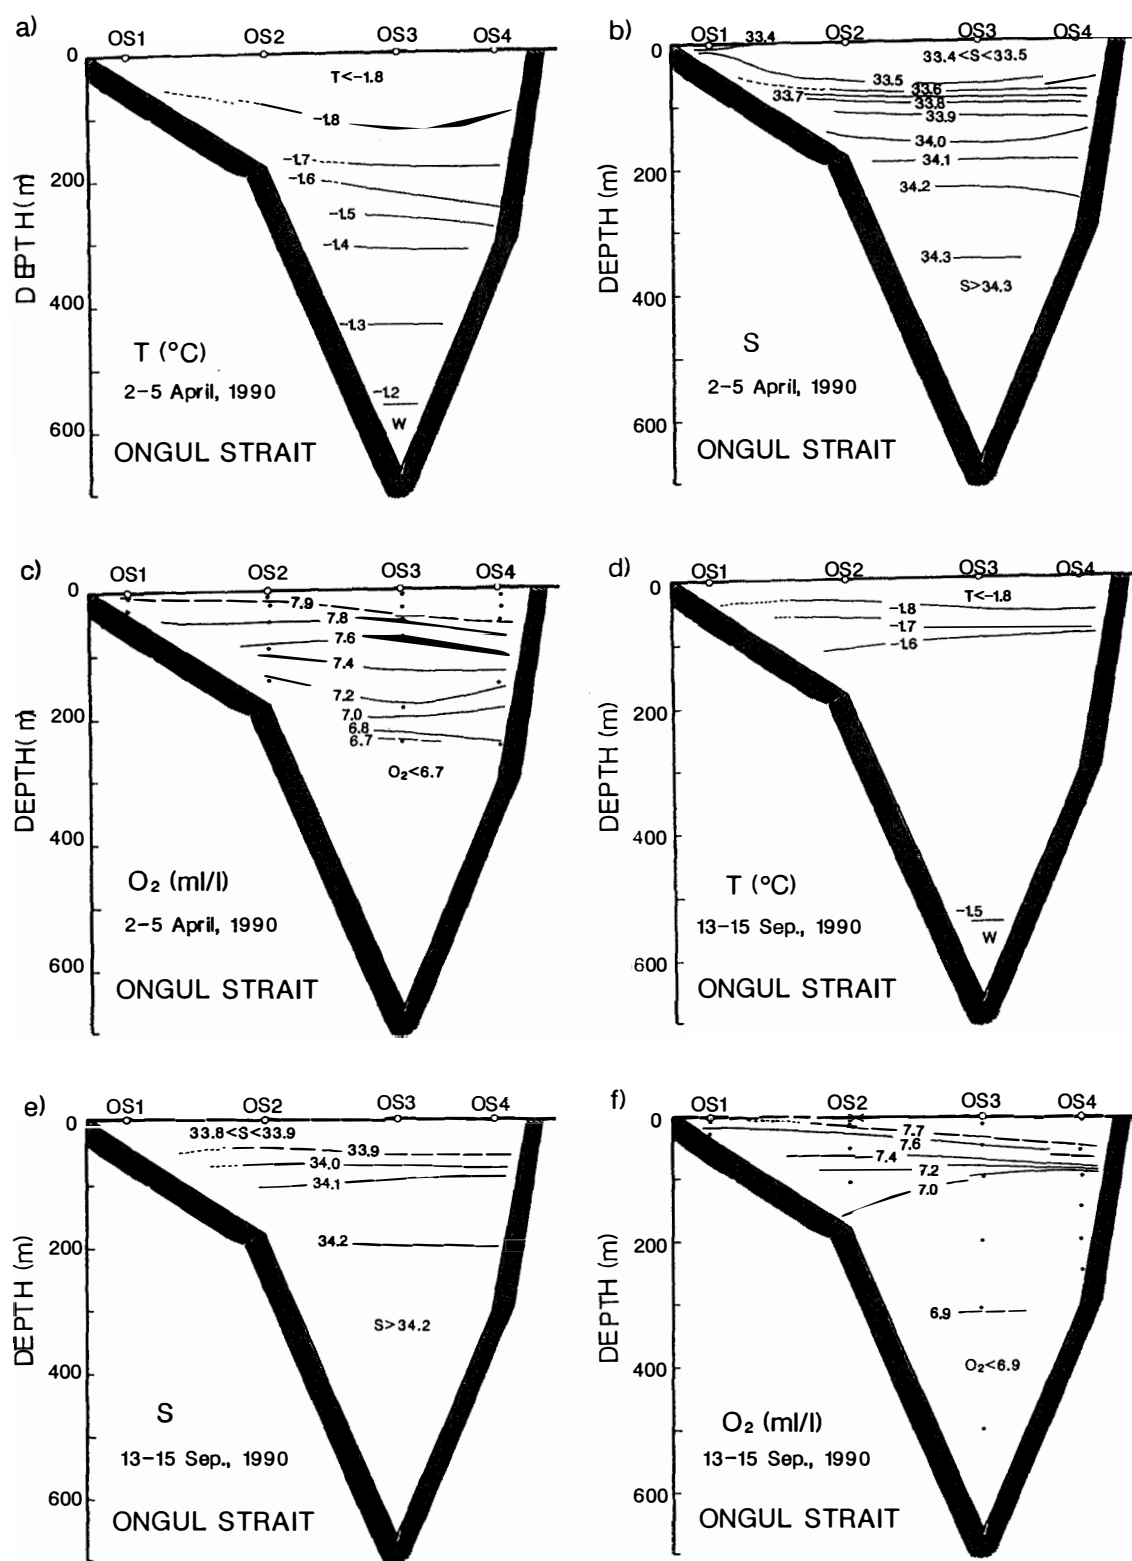 a)
OS1 OS2 OS3 OS4
0
T<-1.8
-1.8
-1.7
-1.6
200
-1.5
-1.4
DEPTH (m)
400
-1.3
T (°C)
-1.2
2-5 April, 1990
W
600
ONGUL STRAIT
b)
OS1 33.4 OS2 OS3 OS4
0
33.4<S<33.5
33.5
33.6
33.7
33.8
33.9
34.0
34.1
200
34.2
34.3
DEPTH (m)
S>34.3
400
S
2-5 April, 1990
600
ONGUL STRAIT
c)
OS1 OS2 OS3 OS4
0
7.9
7.8
7.6
7.4
7.2
7.0
200
6.8
6.7
O2<6.7
DEPTH (m)
400
O2 (ml/l)
2-5 April, 1990
600
ONGUL STRAIT
d)
OS1 OS2 OS3 OS4
0
T<-1.8
-1.8
-1.7
-1.6
200
DEPTH (m)
400
T (°C)
-1.5
13-15 Sep., 1990
W
600
ONGUL STRAIT
e)
OS1 OS2 OS3 OS4
0
33.8<S<33.9
33.9
34.0
34.1
34.2
200
DEPTH (m)
S>34.2
400
S
13-15 Sep., 1990
600
ONGUL STRAIT
f)
OS1 OS2 OS3 OS4
0
7.7
7.6
7.4
7.2
7.0
200
6.9
DEPTH (m)
O2<6.9
400
O2 (ml/l)
13-15 Sep., 1990
600
ONGUL STRAIT